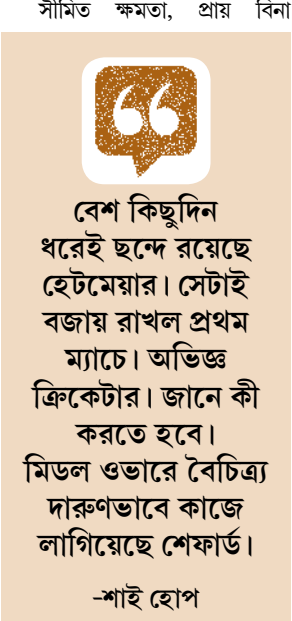 সীমিত ক্ষমতা, প্রায় বিনা
বেশ কিছুদিন
ধরেই ছন্দে রয়েছে
হেটমেয়ার। সেটাই
বজায় রাখল প্রথম
ম্যাচে। অভিজ্ঞ
ক্রিকেটার। জানে কী
করতে হবে।
মিডল ওভারে বৈচিত্র্য
দারুণভাবে কাজে
লাগিয়েছে শেফার্ড।
-শাই হোপ